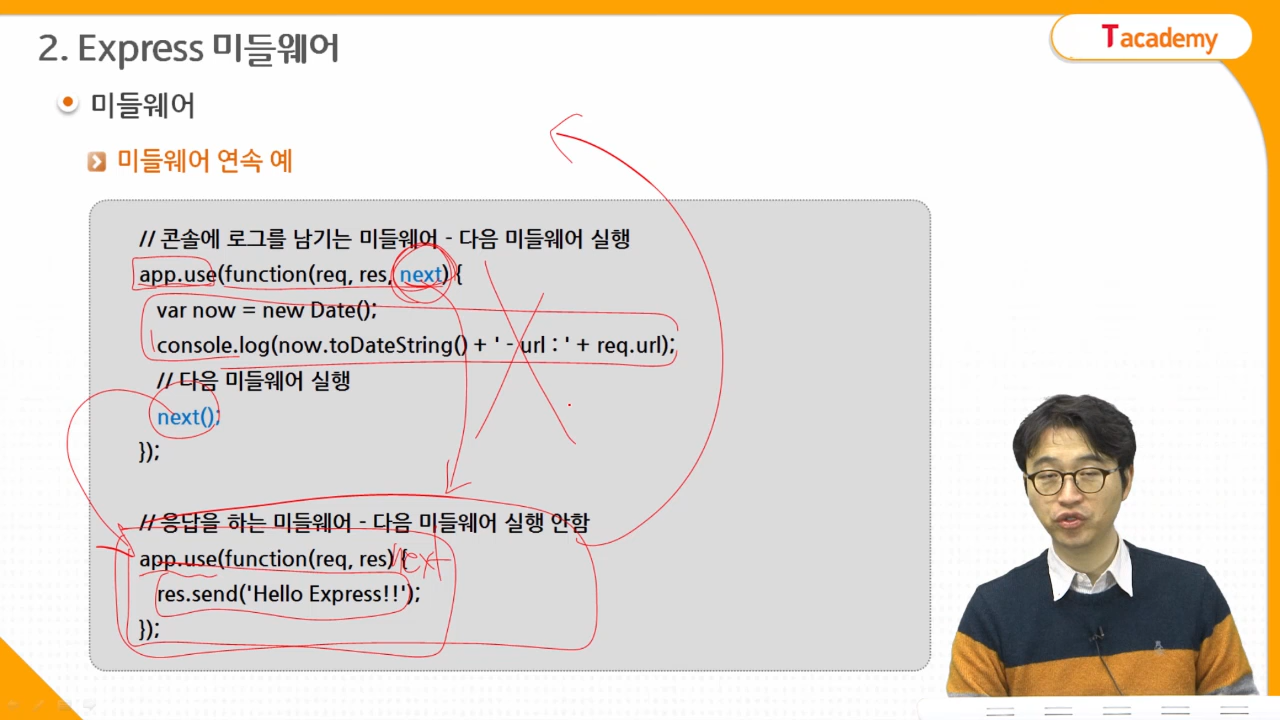 2. Express 미들웨어
Tacademy
미들웨어
미들웨어 연속 예
// 콘솔에 로그를 남기는 미들웨어 - 다음 미들웨어 실행
app.use(function(req, res, next) {
var now = new Date();
console.log(now.toDateString() + ' - url : ' + req.url);
// 다음 미들웨어 실행
next();
});
// 응답을 하는 미들웨어 - 다음 미들웨어 실행 안함
app.use(function(req, res) {
next
res.send('Hello Express!!');
});